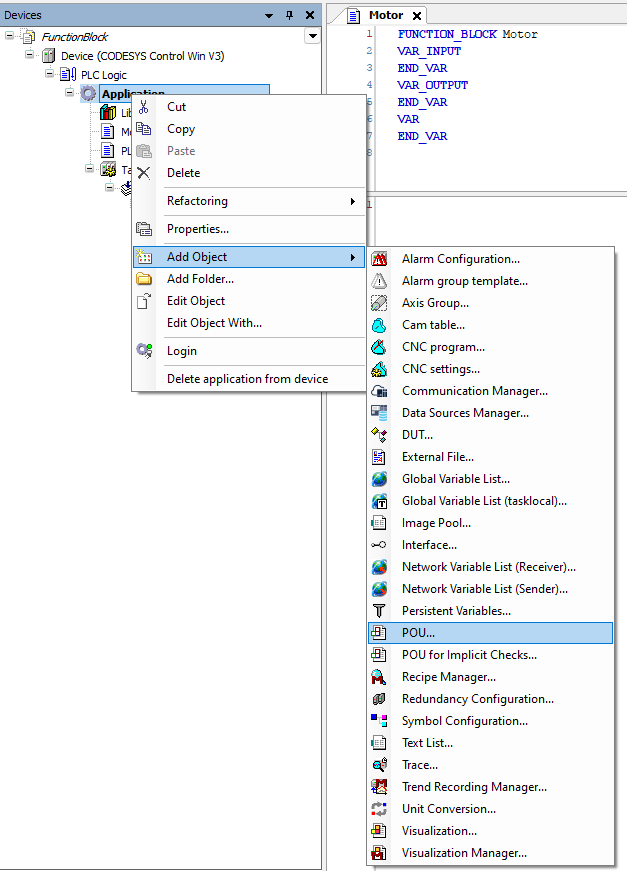 Devices
FunctionBlock
Device (CODESYS Control Win V3)
PLC Logic
Application
Cut
Copy
Paste
Delete
Refactoring
Properties...
Add Object
Add Folder...
Edit Object
Edit Object With...
Login
Delete application from device
Motor
1 FUNCTION_BLOCK Motor
2 VAR_INPUT
3 END_VAR
4 VAR_OUTPUT
5 END_VAR
6 VAR
7 END_VAR
8
1
Alarm Configuration...
Alarm group template...
Axis Group...
Cam table...
CNC program...
CNC settings...
Communication Manager...
Data Sources Manager...
DUT...
External File...
Global Variable List...
Global Variable List (tasklocal)...
Image Pool...
Interface...
Network Variable List (Receiver)...
Network Variable List (Sender)...
Persistent Variables...
POU...
POU for Implicit Checks...
Recipe Manager...
Redundancy Configuration...
Symbol Configuration...
Text List...
Trace...
Trend Recording Manager...
Unit Conversion...
Visualization...
Visualization Manager...